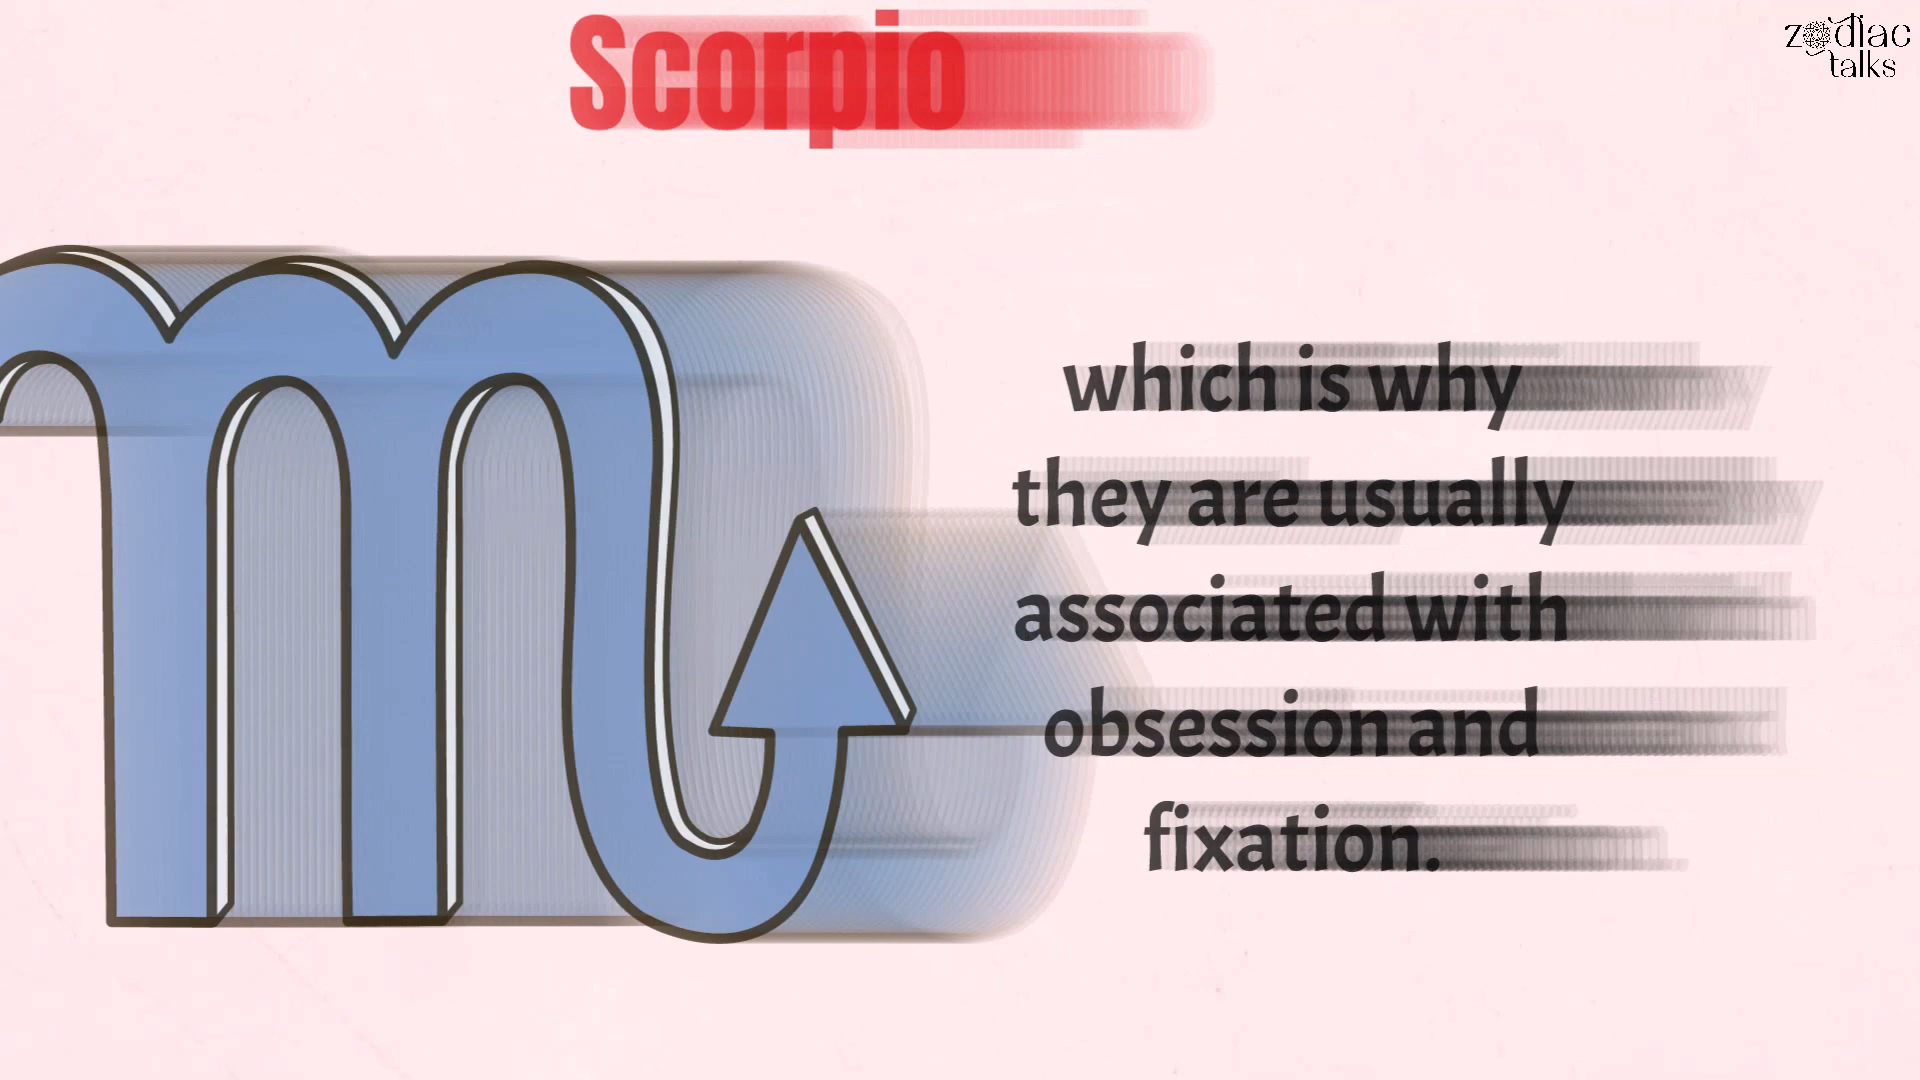 Scorpio
zodiac
talks
which is why
they are usually
associated with
obsession and
fixation.